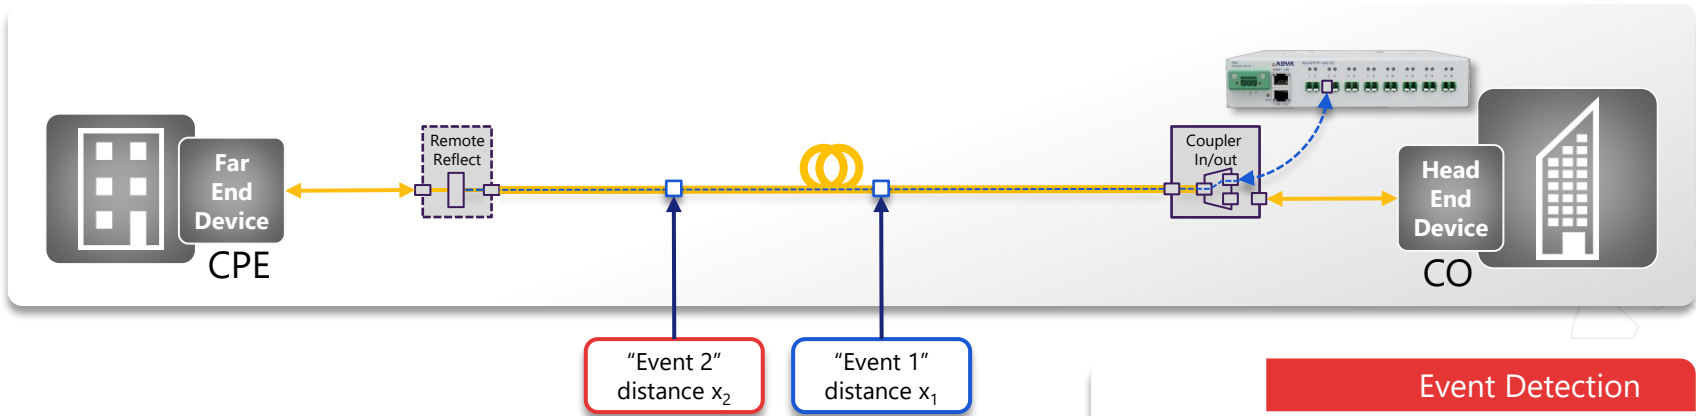 ADVA
Remote
Reflect
Coupler
In/out
Far
End
Device
Head
End
Device
CPE
CO
“Event 2”
distance x₂
“Event 1”
distance x₁
Event Detection